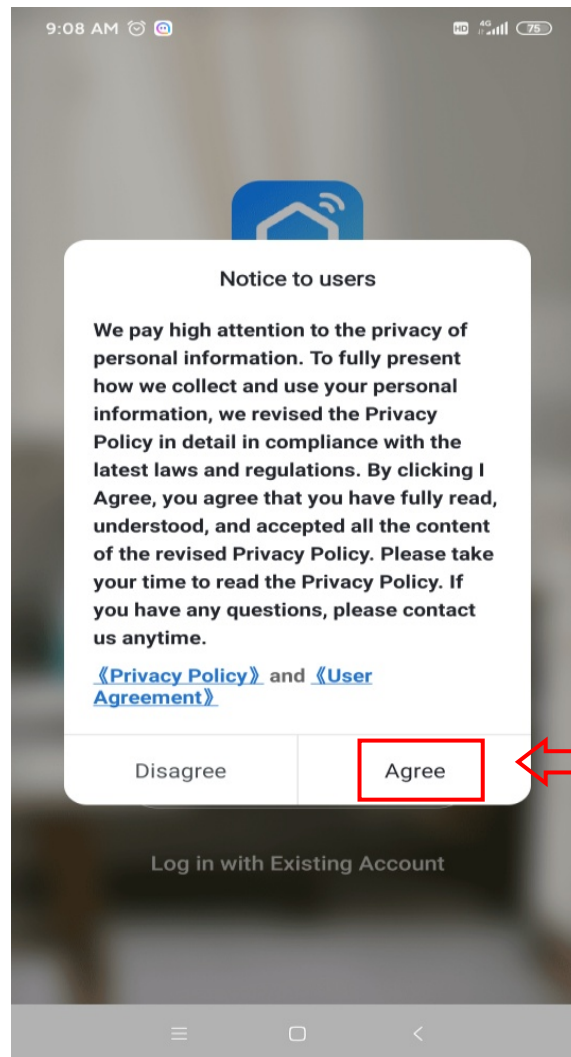 9:08 AM
HD 4G 75
Notice to users
We pay high attention to the privacy of
personal information. To fully present
how we collect and use your personal
information, we revised the Privacy
Policy in detail in compliance with the
latest laws and regulations. By clicking I
Agree, you agree that you have fully read,
understood, and accepted all the content
of the revised Privacy Policy. Please take
your time to read the Privacy Policy. If
you have any questions, please contact
us anytime.
《Privacy Policy》 and 《User
Agreement》
Disagree
Agree
Log in with Existing Account